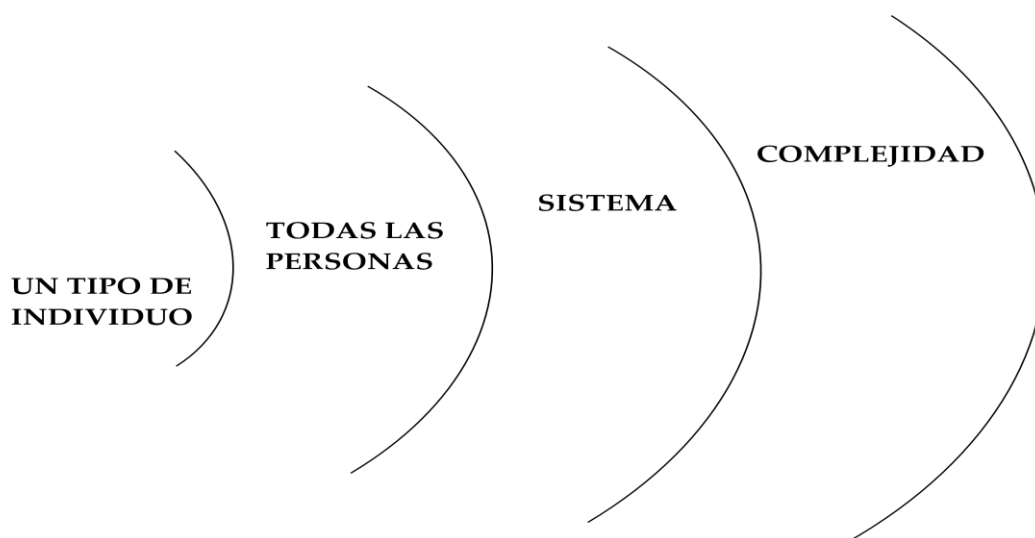 UN TIPO DE
INDIVIDUO
TODAS LAS
PERSONAS
SISTEMA
COMPLEJIDAD